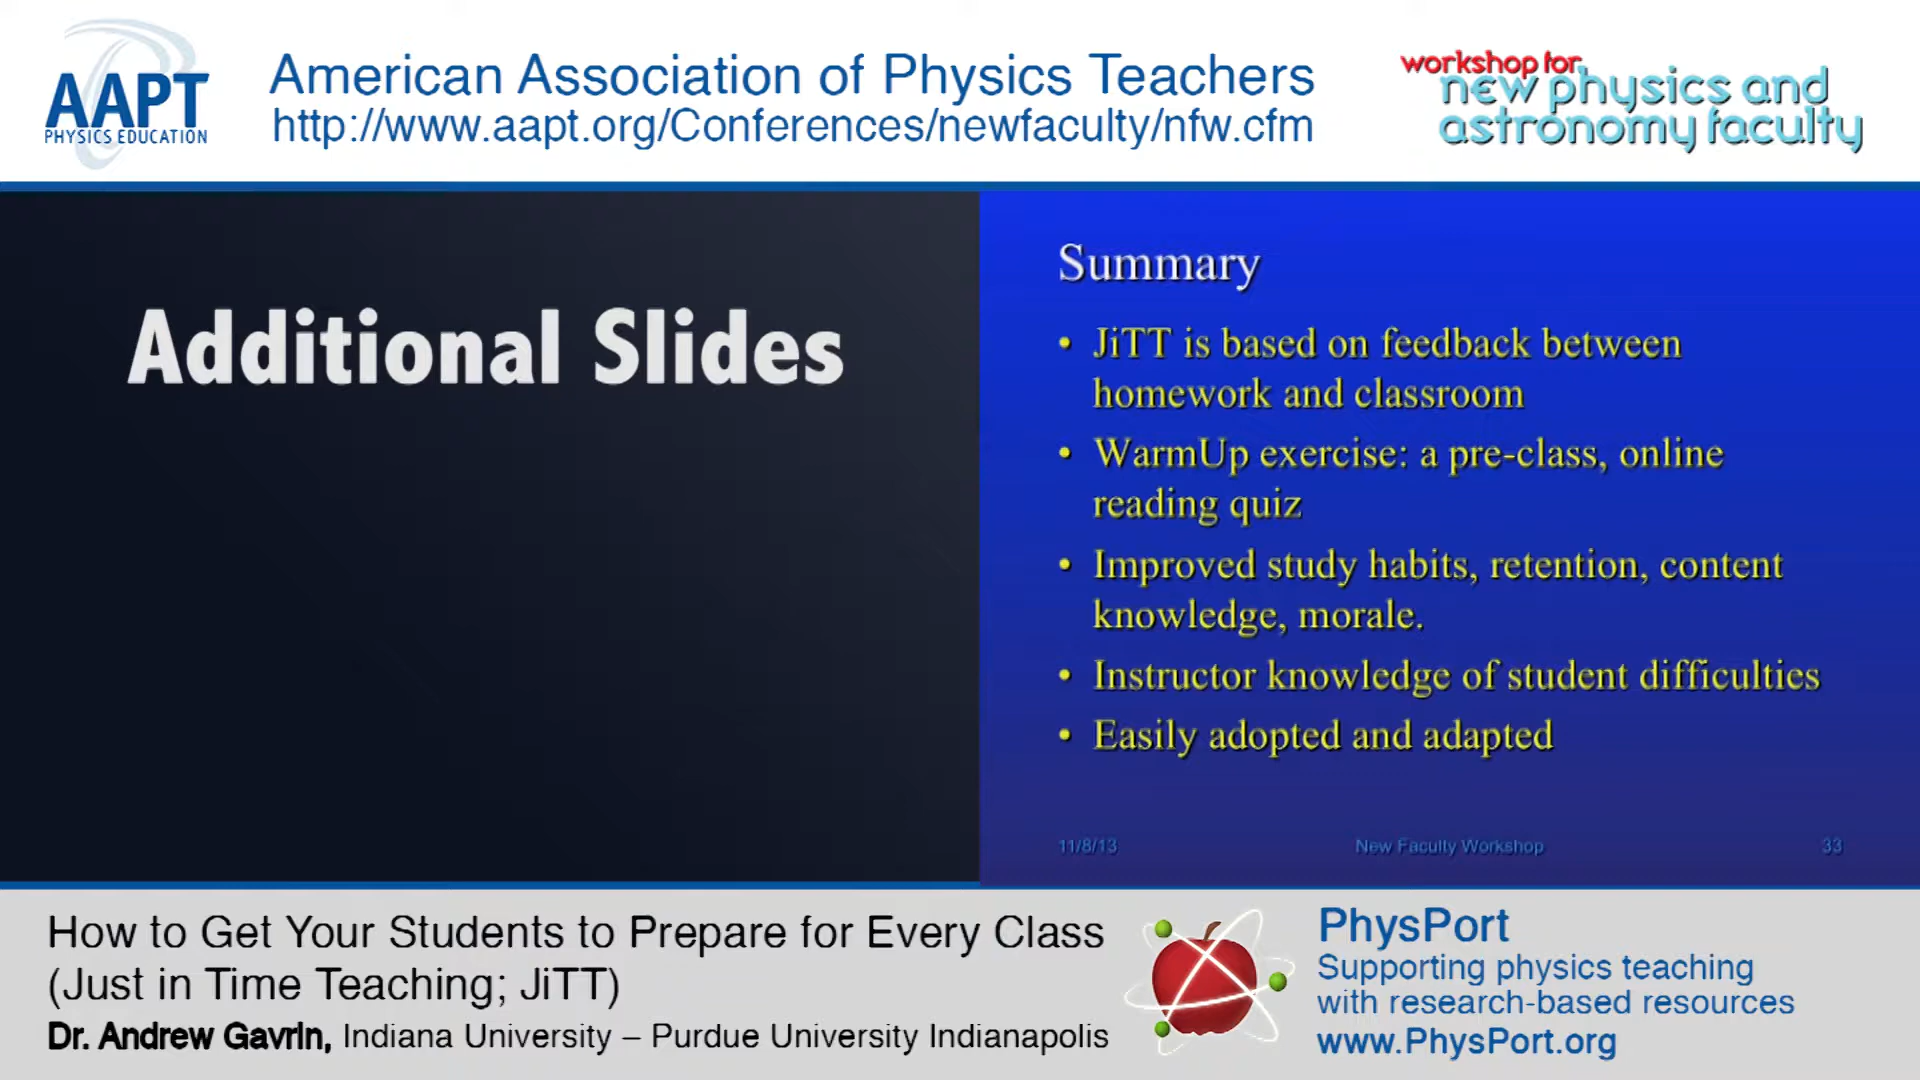 AAPT
PHYSICS EDUCATION
American Association of Physics Teachers
http://www.aapt.org/Conferences/newfaculty/nfw.cfm
workshop for
new physics and
astronomy faculty
Additional Slides
Summary
• JiTT is based on feedback between
homework and classroom
• WarmUp exercise: a pre-class, online
reading quiz
• Improved study habits, retention, content
knowledge, morale.
• Instructor knowledge of student difficulties
• Easily adopted and adapted
11/8/13
New Faculty Workshop
33
How to Get Your Students to Prepare for Every Class
(Just in Time Teaching; JiTT)
Dr. Andrew Gavrin, Indiana University – Purdue University Indianapolis
PhysPort
Supporting physics teaching
with research-based resources
www.PhysPort.org